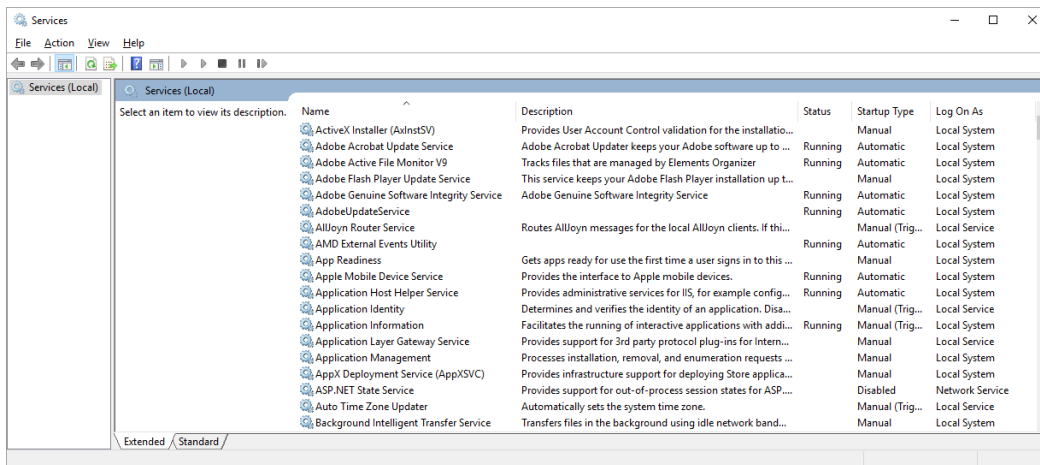 Services
File Action View Help
Services (Local)
Services (Local)
Select an item to view its description.
Name Description Status Startup Type Log On As
ActiveX Installer (AxInstSV) Provides User Account Control validation for the installatio... Manual Local System
Adobe Acrobat Update Service Adobe Acrobat Updater keeps your Adobe software up to ... Running Automatic Local System
Adobe Active File Monitor V9 Tracks files that are managed by Elements Organizer Running Automatic Local System
Adobe Flash Player Update Service This service keeps your Adobe Flash Player installation up t... Manual Local System
Adobe Genuine Software Integrity Service Adobe Genuine Software Integrity Service Running Automatic Local System
AdobeUpdateService Running Automatic Local System
AllJoyn Router Service Routes AllJoyn messages for the local AllJoyn clients. If thi... Manual (Trig... Local Service
AMD External Events Utility Running Automatic Local System
App Readiness Gets apps ready for use the first time a user signs in to this ... Manual Local System
Apple Mobile Device Service Provides the interface to Apple mobile devices. Running Automatic Local System
Application Host Helper Service Provides administrative services for IIS, for example config... Running Automatic Local System
Application Identity Determines and verifies the identity of an application. Disa... Manual (Trig... Local Service
Application Information Facilitates the running of interactive applications with addi... Running Manual (Trig... Local System
Application Layer Gateway Service Provides support for 3rd party protocol plug-ins for Intern... Manual Local Service
Application Management Processes installation, removal, and enumeration requests ... Manual Local System
AppX Deployment Service (AppXSVC) Provides infrastructure support for deploying Store applica... Manual Local System
ASP.NET State Service Provides support for out-of-process session states for ASP.... Disabled Network Service
Auto Time Zone Updater Automatically sets the system time zone. Manual (Trig... Local Service
Background Intelligent Transfer Service Transfers files in the background using idle network band... Manual Local System
Extended Standard